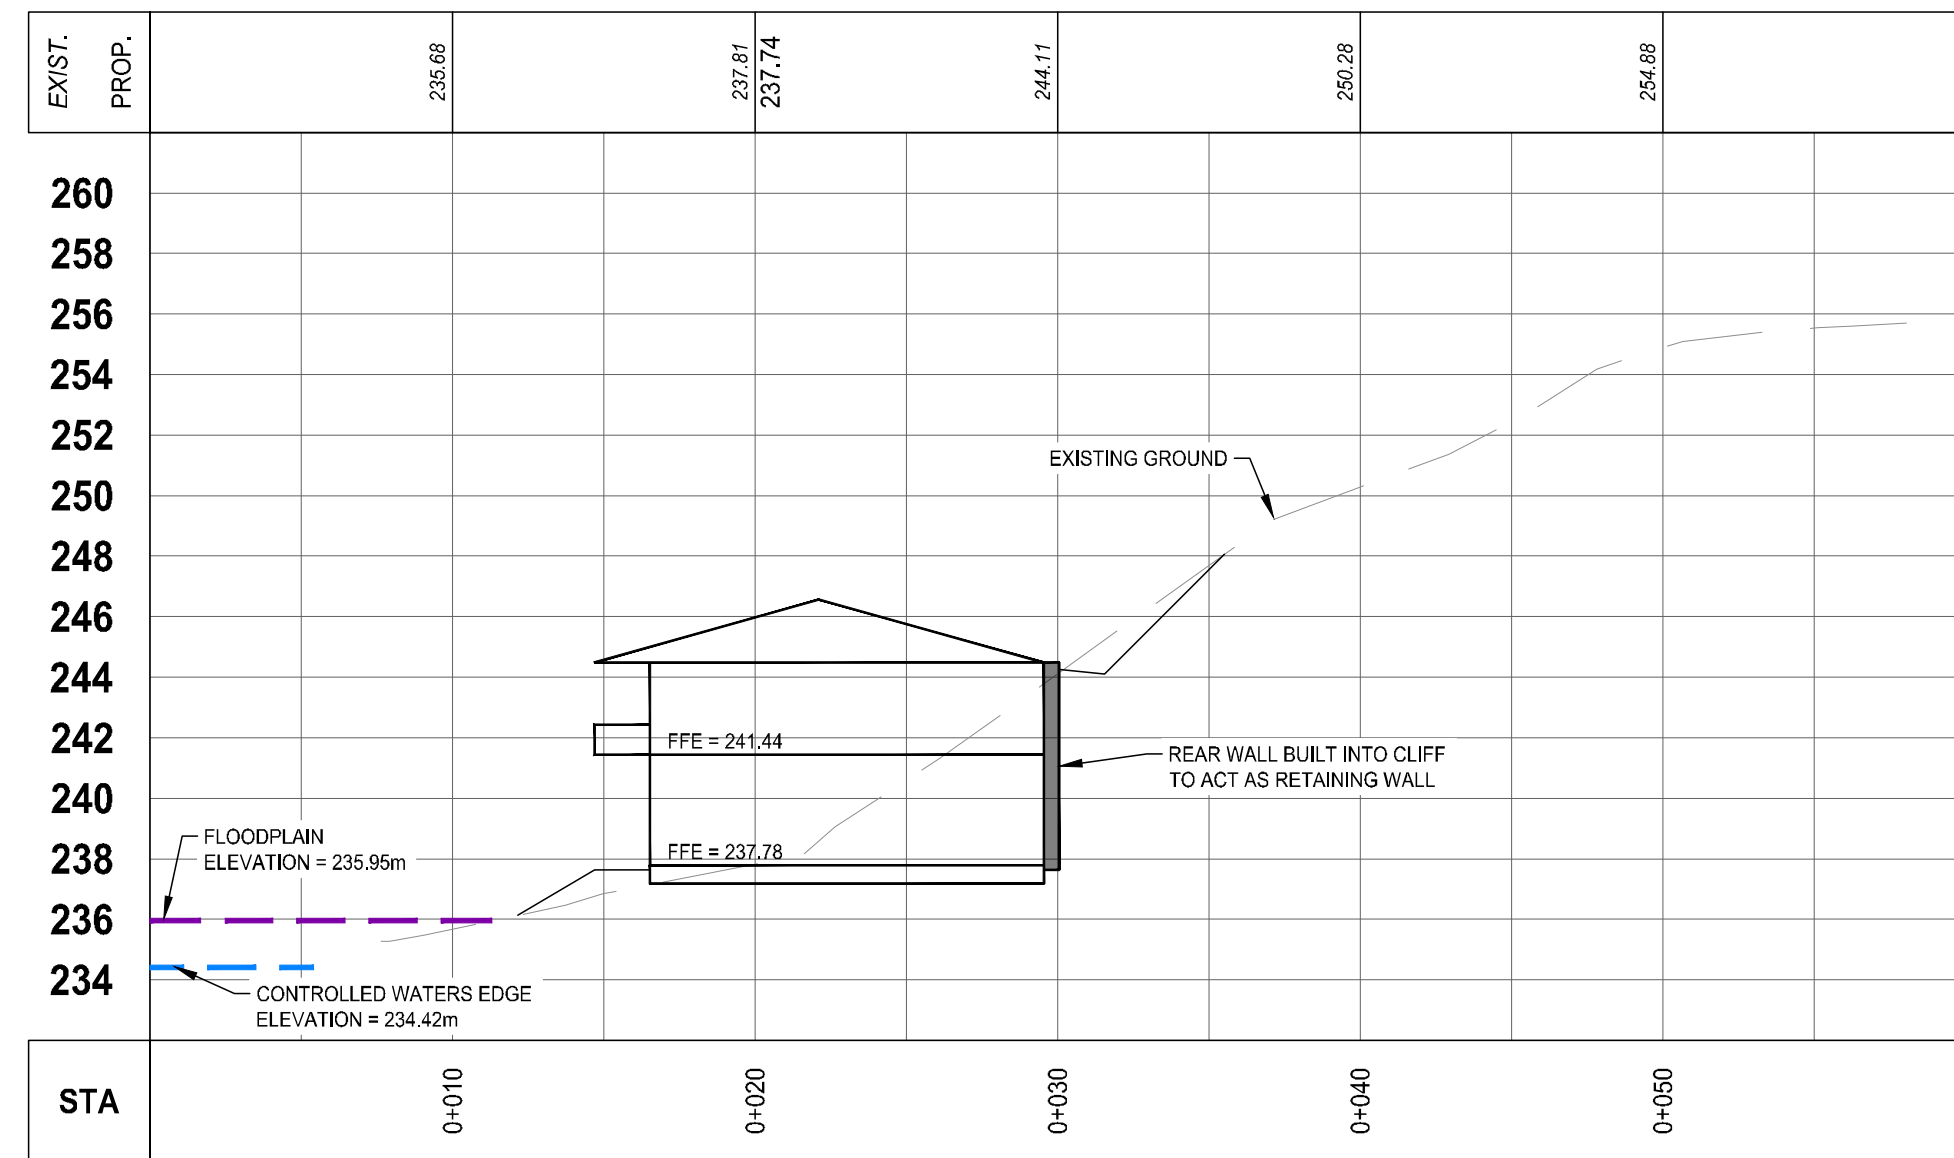 EXIST.
PROP.
235.68
237.81
237.74
244.11
250.28
254.88
260
258
256
254
252
250
248
246
244
242
240
238
236
234
EXISTING GROUND
FFE = 241.44
REAR WALL BUILT INTO CLIFF
TO ACT AS RETAINING WALL
FFE = 237.78
FLOODPLAIN
ELEVATION = 235.95m
CONTROLLED WATERS EDGE
ELEVATION = 234.42m
STA
0+010
0+020
0+030
0+040
0+050